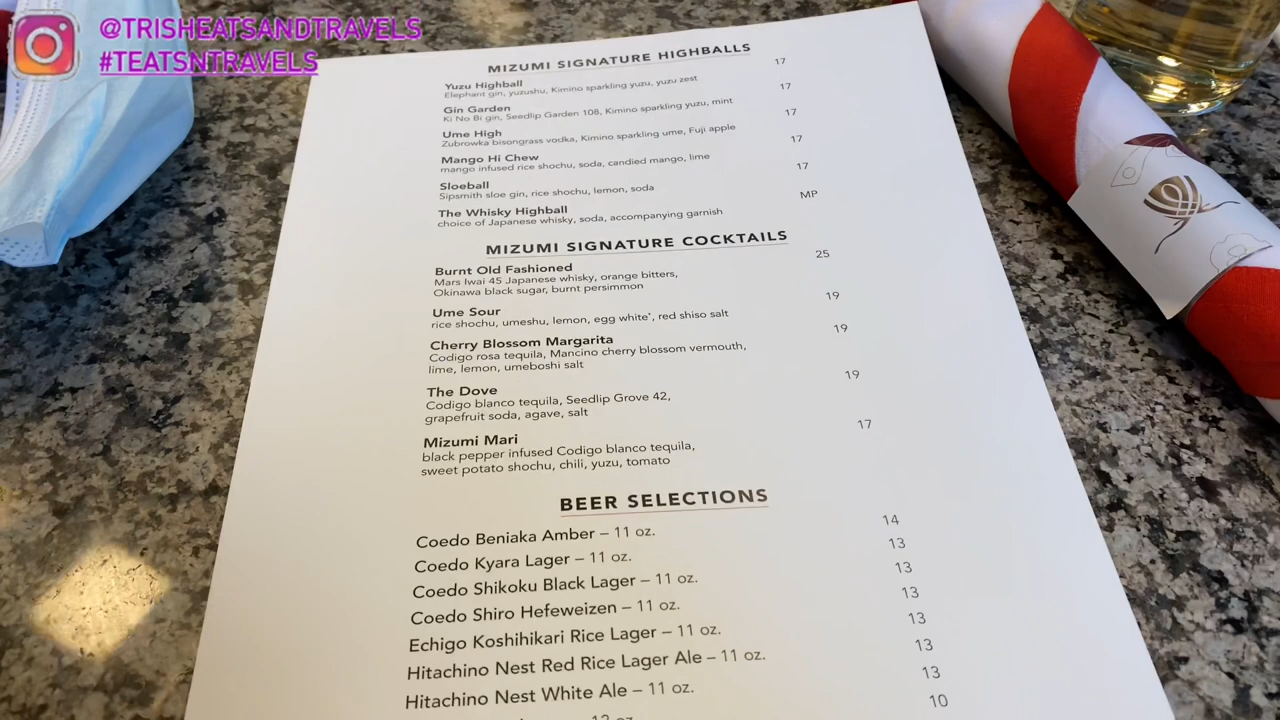 @TRISHEATSANDTRAVELS
#TEATSNTRAVELS
MIZUMI SIGNATURE HIGHBALLS
Yuzu Highball 17
Elephant gin, yuzushu, Kimino sparkling yuzu, yuzu zest
Gin Garden 17
Ki No Bi gin, Seedlip Garden 108, Kimino sparkling yuzu, mint
Ume High 17
Zubrowka bisongrass vodka, Kimino sparkling ume, Fuji apple
Mango Hi Chew 17
mango infused rice shochu, soda, candied mango, lime
Sloeball 17
Sipsmith sloe gin, rice shochu, lemon, soda
The Whisky Highball MP
choice of Japanese whisky, soda, accompanying garnish
MIZUMI SIGNATURE COCKTAILS
Burnt Old Fashioned 25
Mars Iwai 45 Japanese whisky, orange bitters,
Okinawa black sugar, burnt persimmon
Ume Sour 19
rice shochu, umeshu, lemon, egg white*, red shiso salt
Cherry Blossom Margarita 19
Codigo rosa tequila, Mancino cherry blossom vermouth,
lime, lemon, umeboshi salt
The Dove 19
Codigo blanco tequila, Seedlip Grove 42,
grapefruit soda, agave, salt
Mizumi Mari 17
black pepper infused Codigo blanco tequila,
sweet potato shochu, chili, yuzu, tomato
BEER SELECTIONS
Coedo Beniaka Amber – 11 oz. 14
Coedo Kyara Lager – 11 oz. 13
Coedo Shikoku Black Lager – 11 oz. 13
Coedo Shiro Hefeweizen – 11 oz. 13
Echigo Koshihikari Rice Lager – 11 oz. 13
Hitachino Nest Red Rice Lager Ale – 11 oz. 13
Hitachino Nest White Ale – 11 oz. 13
10